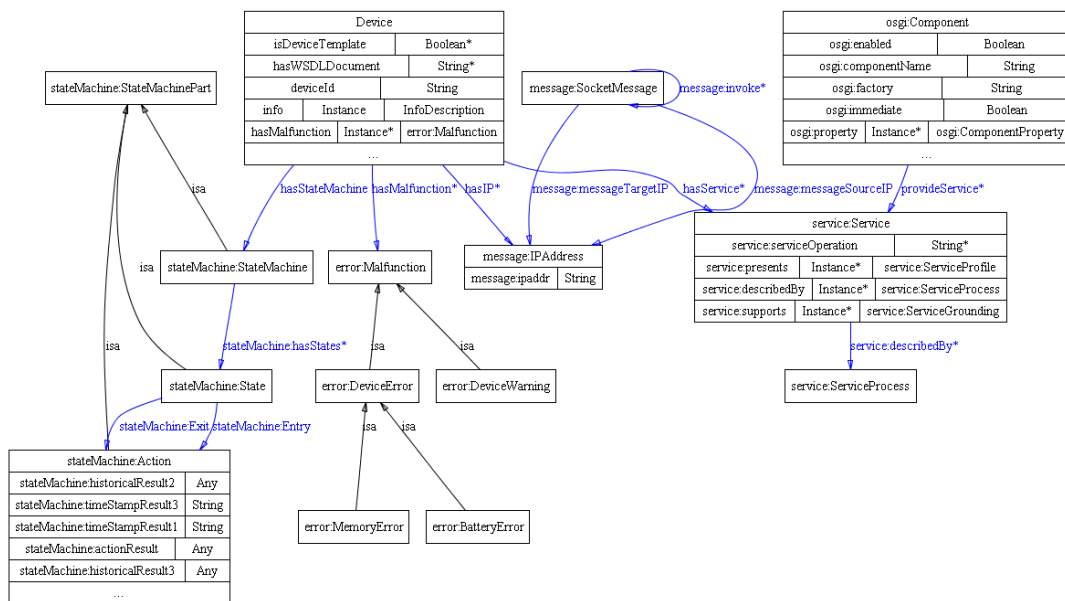 Device
isDeviceTemplate Boolean*
hasWSDLDocument String*
deviceId String
info Instance InfoDescription
hasMalfunction Instance* error:Malfunction
...
osgi:Component
osgi:enabled Boolean
osgi:componentName String
osgi:factory String
osgi:immediate Boolean
osgi:property Instance* osgi:ComponentProperty
...
stateMachine:StateMachinePart
message:SocketMessage
message:invoke*
isa
hasStateMachine
hasMalfunction*
hasIP*
message:messageTargetIP
hasService*
message:messageSourceIP
provideService*
service:Service
service:serviceOperation String*
service:presents Instance* service:ServiceProfile
service:describedBy Instance* service:ServiceProcess
service:supports Instance* service:ServiceGrounding
stateMachine:StateMachine
error:Malfunction
message:IPAddress
message:ipaddr String
isa
isa
stateMachine:hasStates*
isa
isa
service:describedBy*
stateMachine:State
error:DeviceError
error:DeviceWarning
service:ServiceProcess
stateMachine:Exit
stateMachine:Entry
isa
isa
stateMachine:Action
stateMachine:historicalResult2 Any
stateMachine:timeStampResult3 String
stateMachine:timeStampResult1 String
stateMachine:actionResult Any
stateMachine:historicalResult3 Any
...
error:MemoryError
error:BatteryError